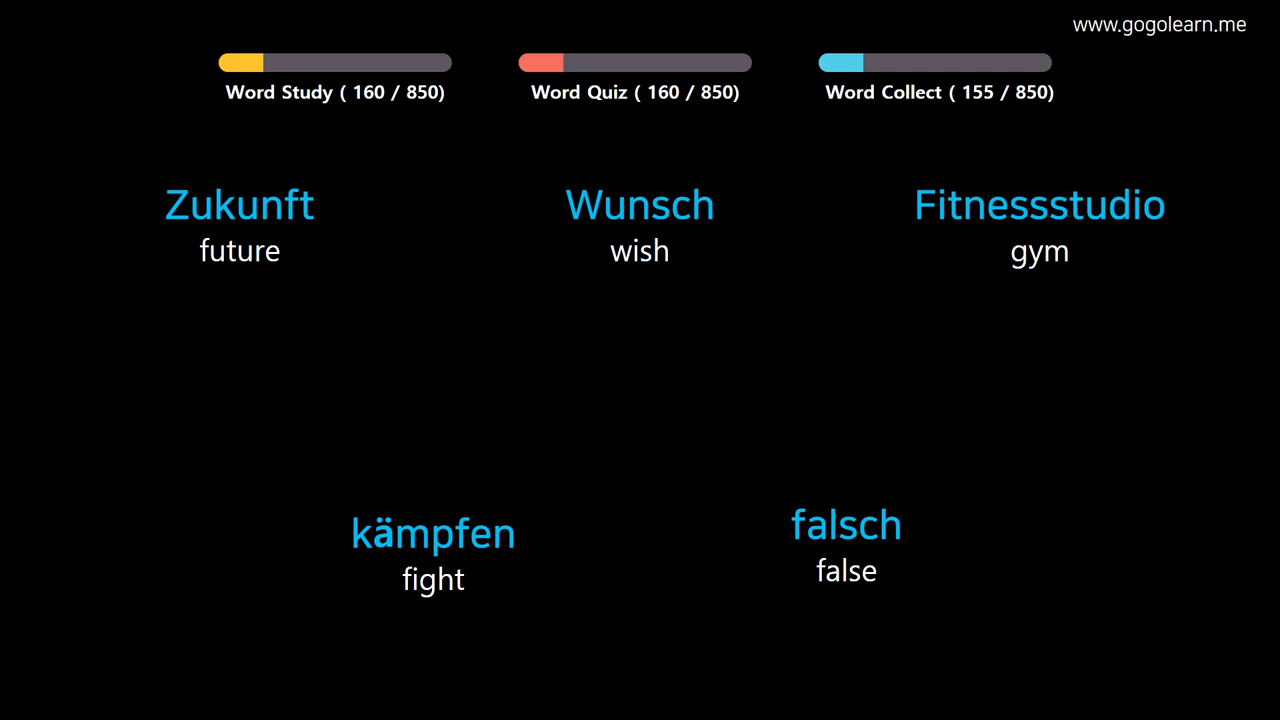 www.gogolearn.me
Word Study ( 160 / 850)
Word Quiz ( 160 / 850)
Word Collect ( 155 / 850)
Zukunft
future
Wunsch
wish
Fitnessstudio
gym
kämpfen
fight
falsch
false